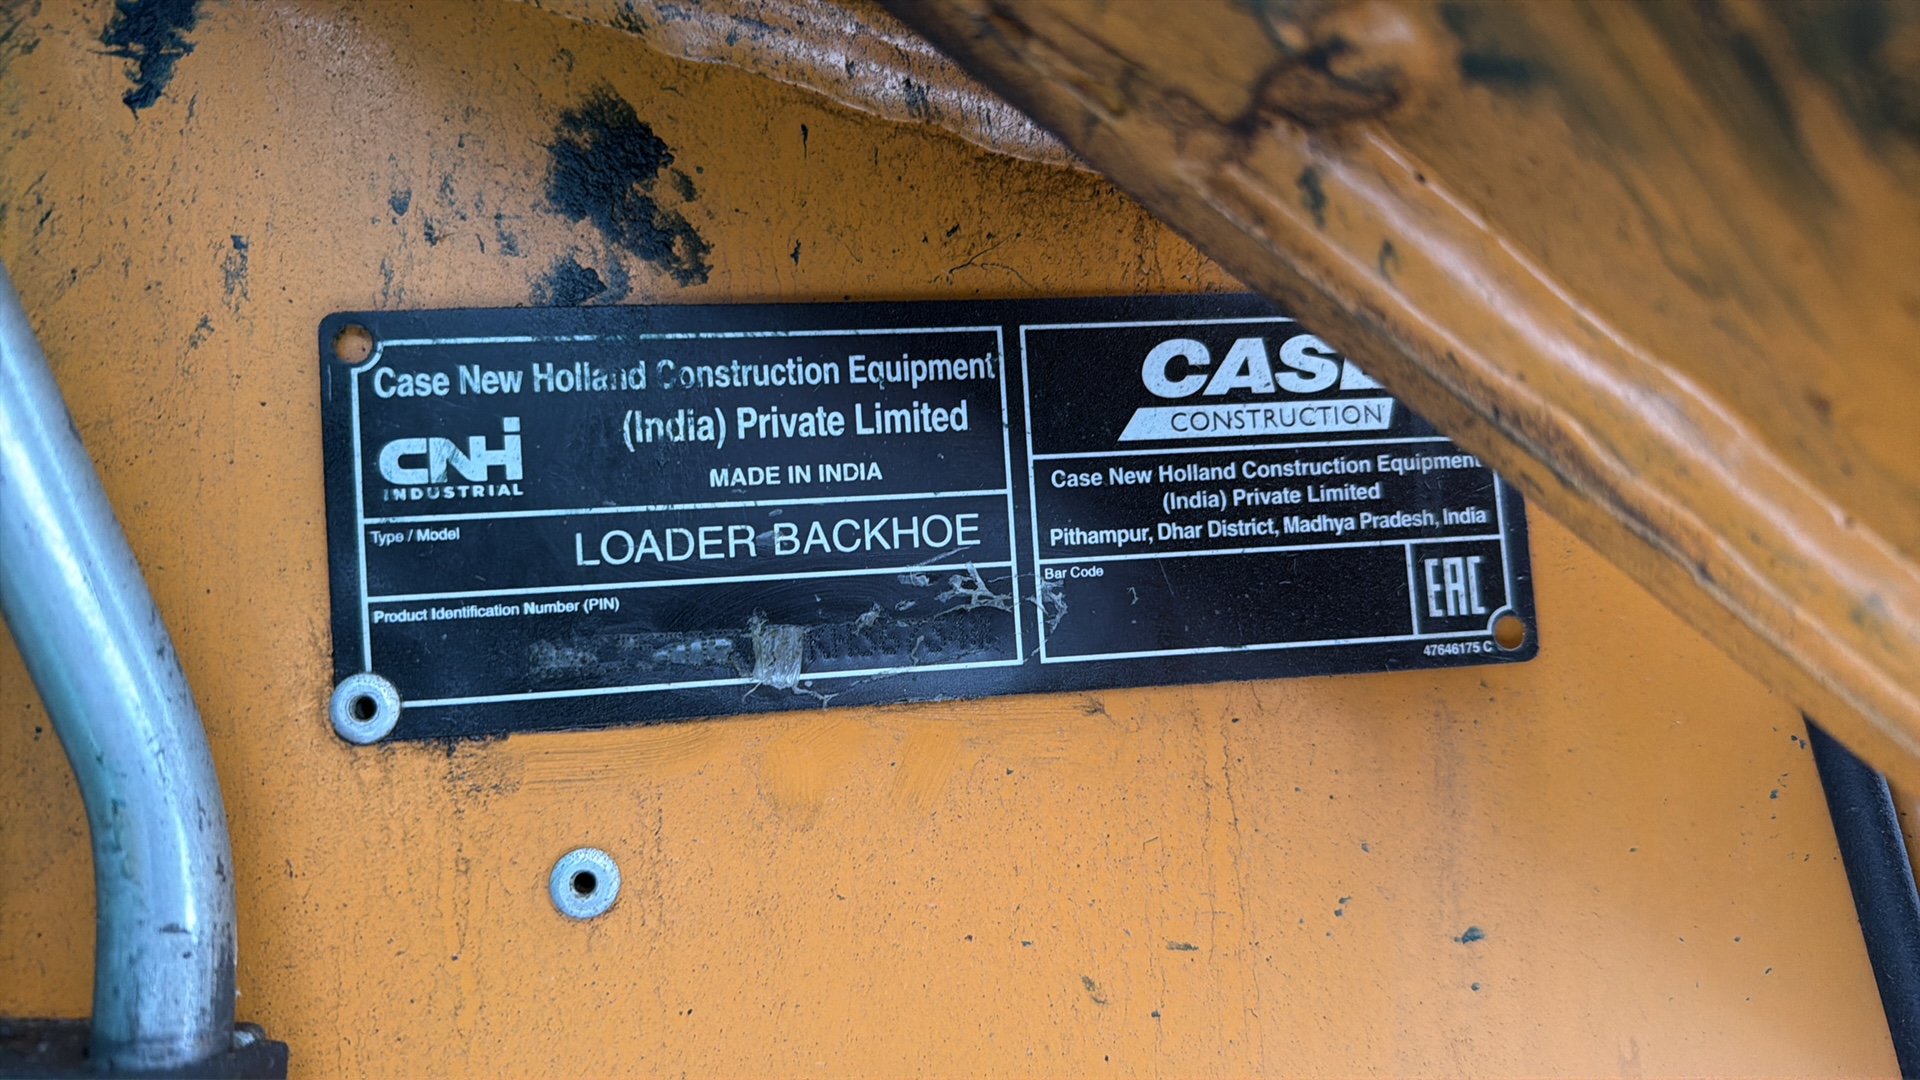 Case New Holland Construction Equipment
(India) Private Limited
CNH
INDUSTRIAL
MADE IN INDIA
Type / Model
LOADER BACKHOE
Product Identification Number (PIN)
CASE
CONSTRUCTION
Case New Holland Construction Equipment
(India) Private Limited
Pithampur, Dhar District, Madhya Pradesh, India
Bar Code
EAC
47646175 C